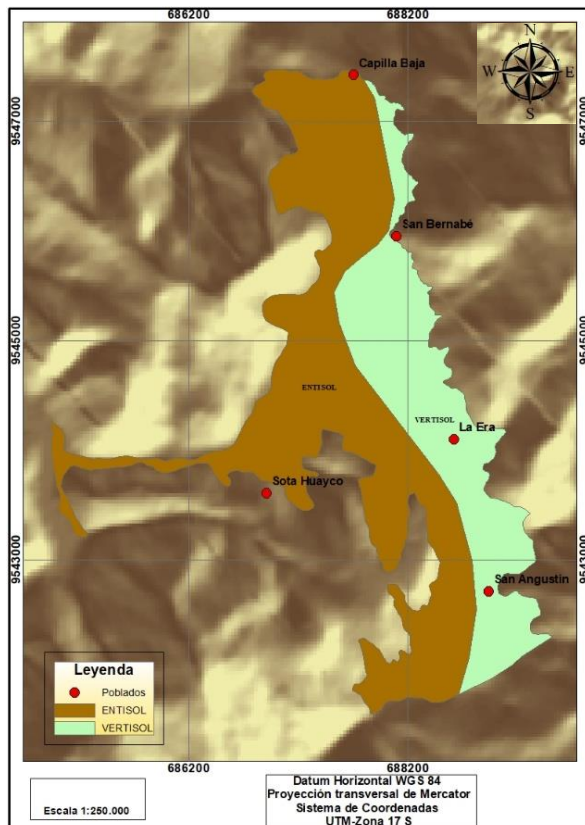 686200 688200
N
W E
S
Capilla Baja
9547000 9547000
San Bernabé
9545000 9545000
ENTISOL
VERTISOL
La Era
Sota Huayco
9543000 9543000
San Angustin
Leyenda
Poblados
ENTISOL
VERTISOL
686200 688200
Escala 1:250.000
Datum Horizontal WGS 84
Proyección transversal de Mercator
Sistema de Coordenadas
UTM-Zona 17 S